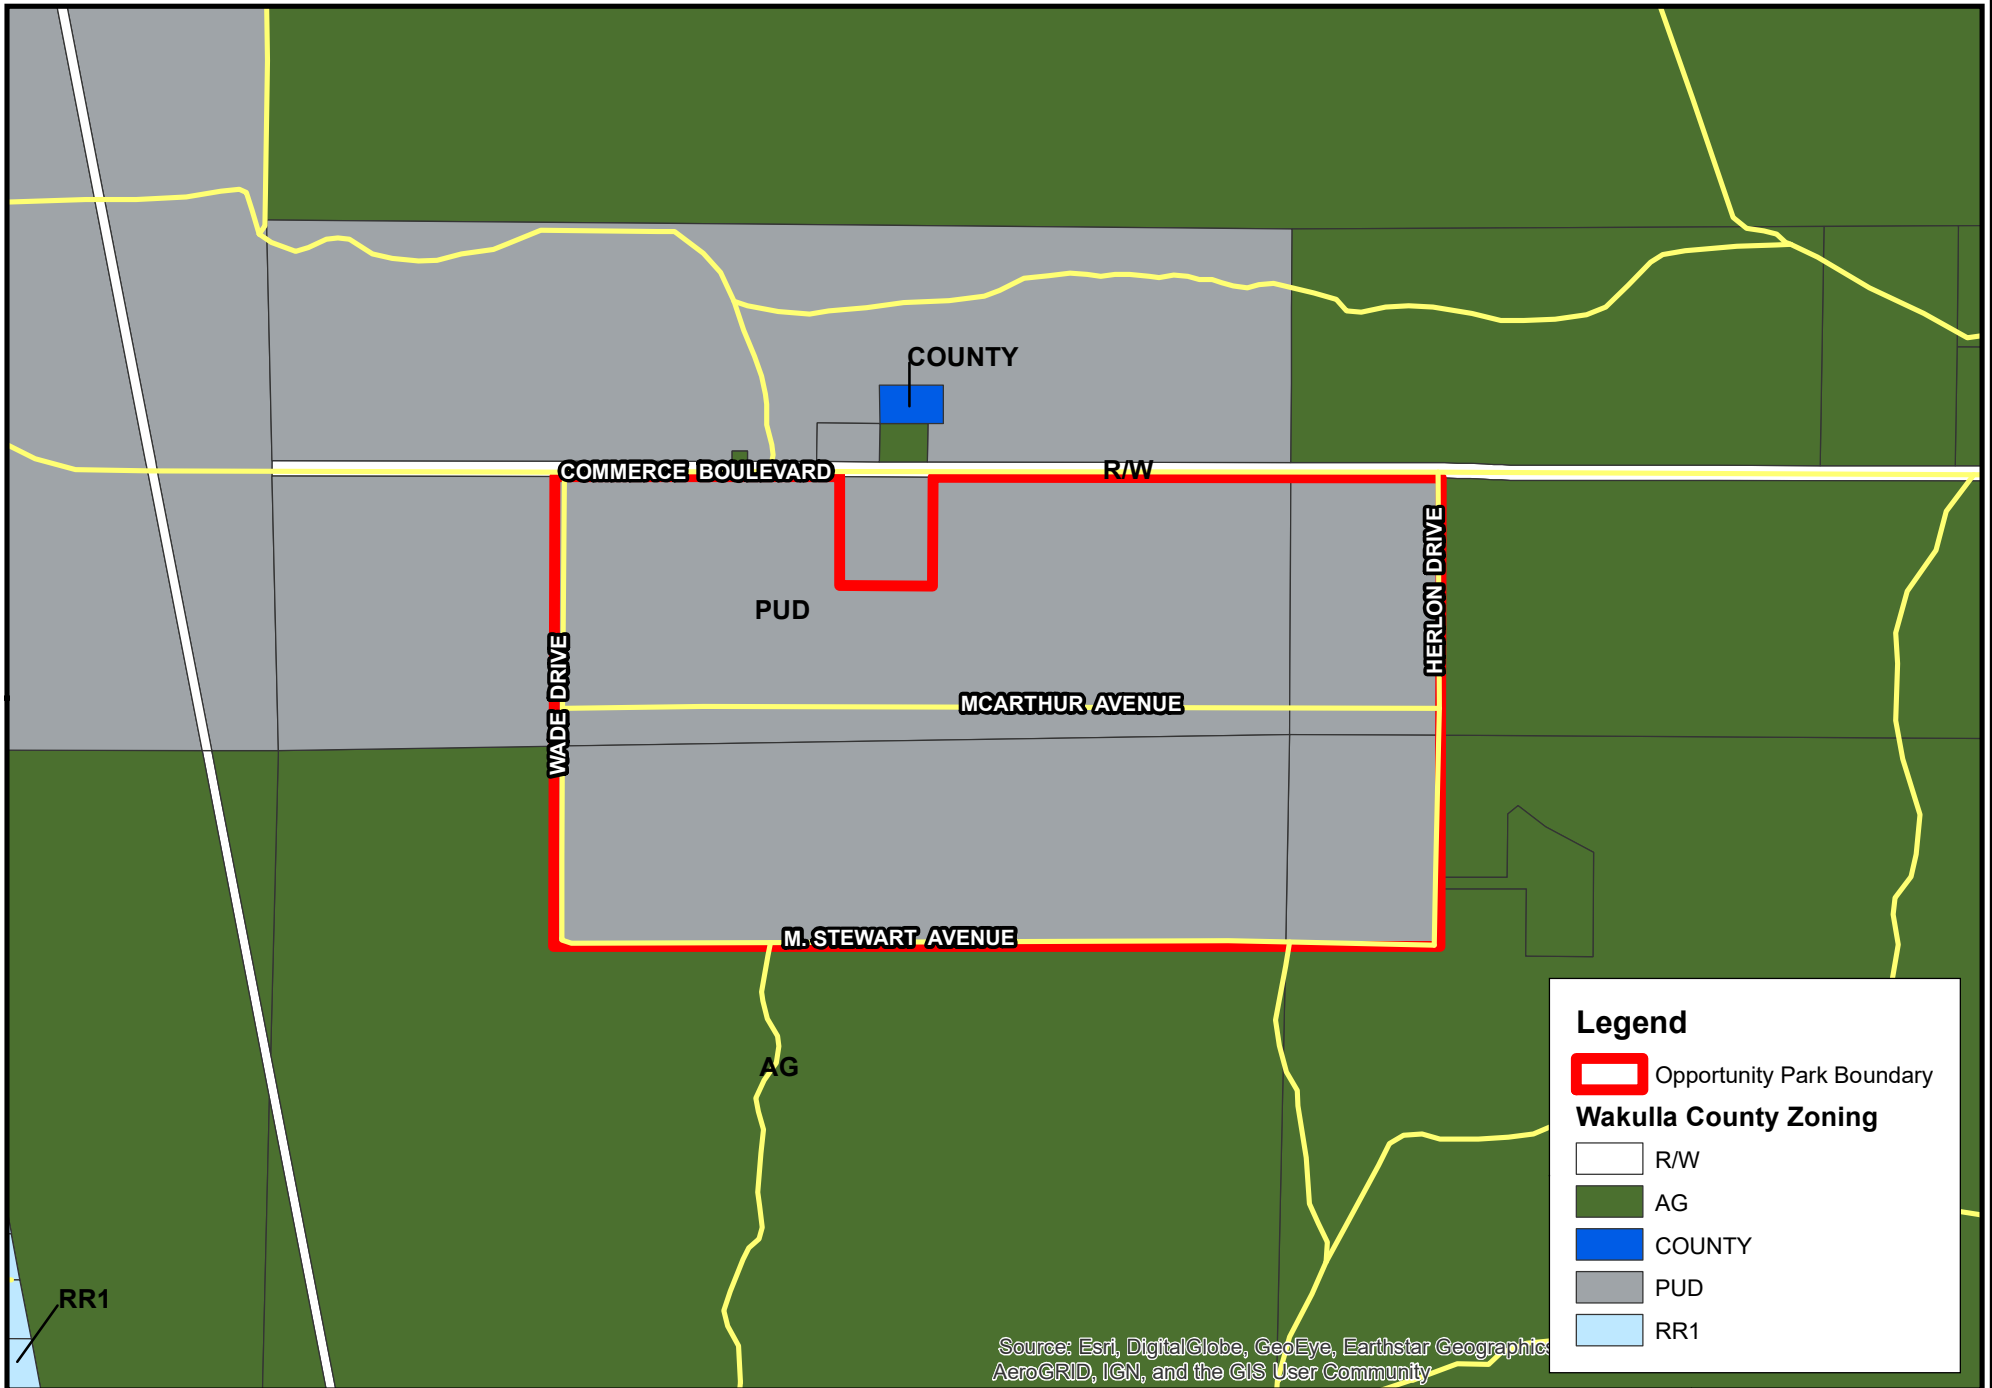 COUNTY
COMMERCE BOULEVARD
R/W
HERLON DRIVE
PUD
WADE DRIVE
MCARTHUR AVENUE
M. STEWART AVENUE
AG
RR1
Legend
Opportunity Park Boundary
Wakulla County Zoning
R/W
AG
COUNTY
PUD
RR1
Source: Esri, DigitalGlobe, GeoEye, Earthstar Geographics
AeroGRID, IGN, and the GIS User Community